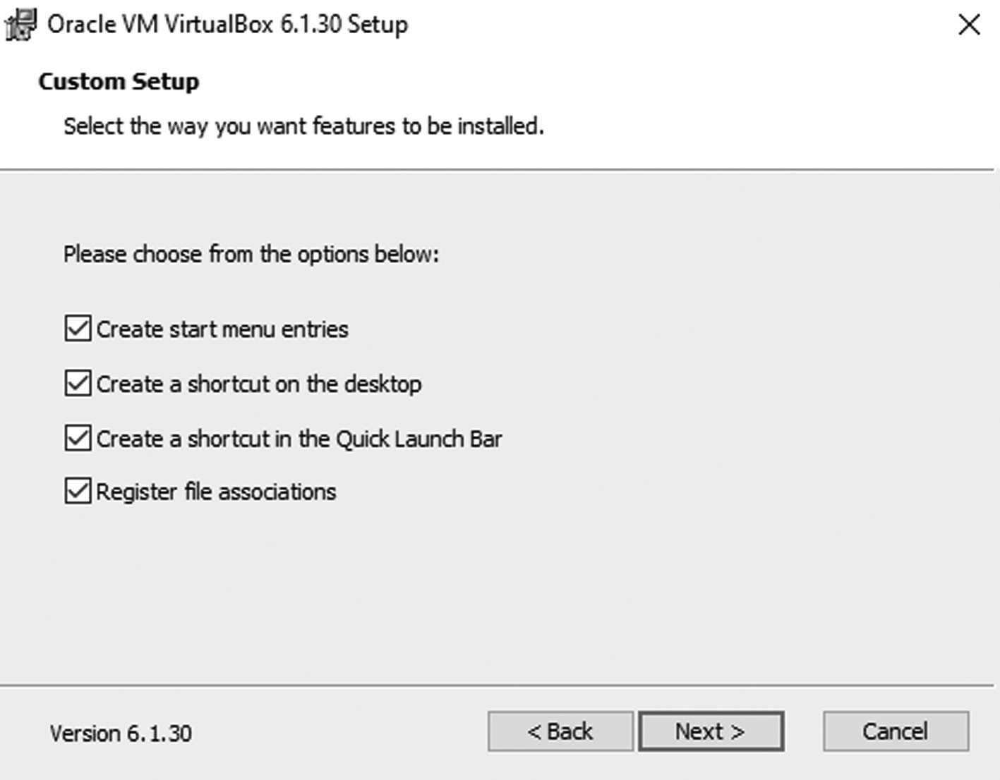 Oracle VM VirtualBox 6.1.30 Setup
Custom Setup
Select the way you want features to be installed.
Please choose from the options below:
Create start menu entries
Create a shortcut on the desktop
Create a shortcut in the Quick Launch Bar
Register file associations
Version 6.1.30
< Back
Next >
Cancel